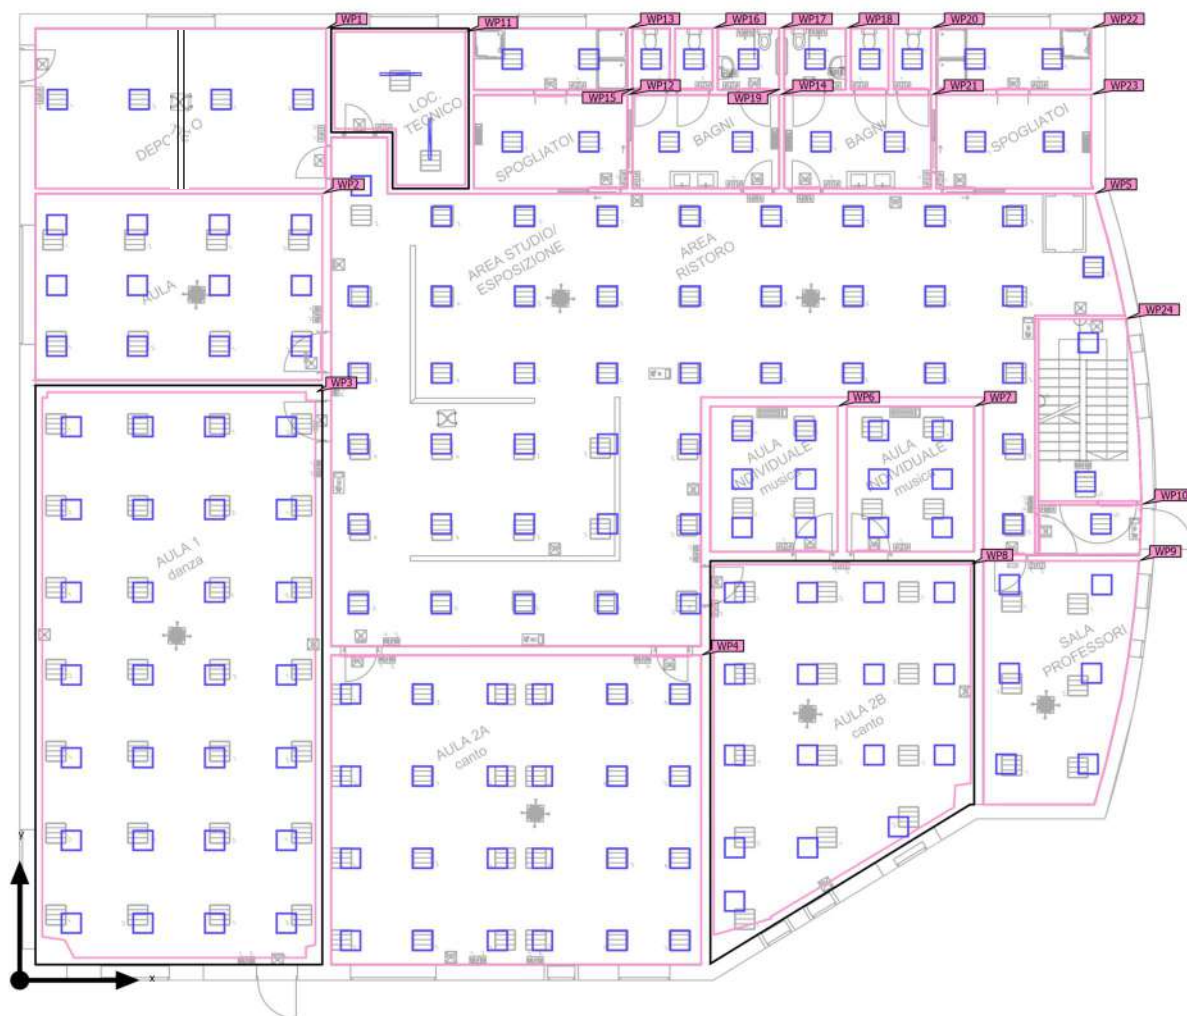 WP1
WP11
WP13
WP16
WP17
WP18
WP20
WP22
WP15
WP12
WP19
WP14
WP21
WP23
LOC.
TECNICO
SPOGLIATOI
BAGNI
BAGNI
SPOGLIATOI
WP2
WP5
AREA STUDIO/
ESPOSIZIONE
AREA
RISTORO
AULA
WP24
WP3
WP6
WP7
AULA
INDIVIDUALE
musica
AULA
INDIVIDUALE
musica
WP10
AULA 1
danza
WP8
WP9
SALA
PROFESSORI
WP4
AULA 2A
canto
AULA 2B
canto
y
x